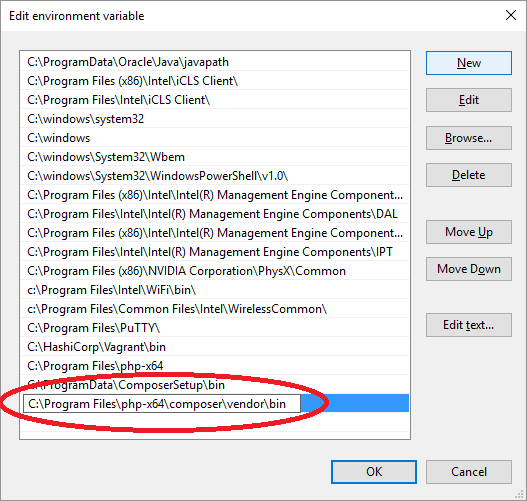 Edit environment variable
C:\ProgramData\Oracle\Java\javapath
C:\Program Files (x86)\Intel\iCLS Client\
C:\Program Files\Intel\iCLS Client\
C:\windows\system32
C:\windows
C:\windows\System32\Wbem
C:\windows\System32\WindowsPowerShell\v1.0\
C:\Program Files (x86)\Intel\Intel(R) Management Engine Component...
C:\Program Files\Intel\Intel(R) Management Engine Components\DAL
C:\Program Files (x86)\Intel\Intel(R) Management Engine Component...
C:\Program Files\Intel\Intel(R) Management Engine Components\IPT
C:\Program Files (x86)\NVIDIA Corporation\PhysX\Common
c:\Program Files\Intel\WiFi\bin\
c:\Program Files\Common Files\Intel\WirelessCommon\
C:\Program Files\PuTTY\
C:\HashiCorp\Vagrant\bin
C:\Program Files\php-x64
C:\ProgramData\ComposerSetup\bin
C:\Program Files\php-x64\composer\vendor\bin
New
Edit
Browse...
Delete
Move Up
Move Down
Edit text...
OK
Cancel